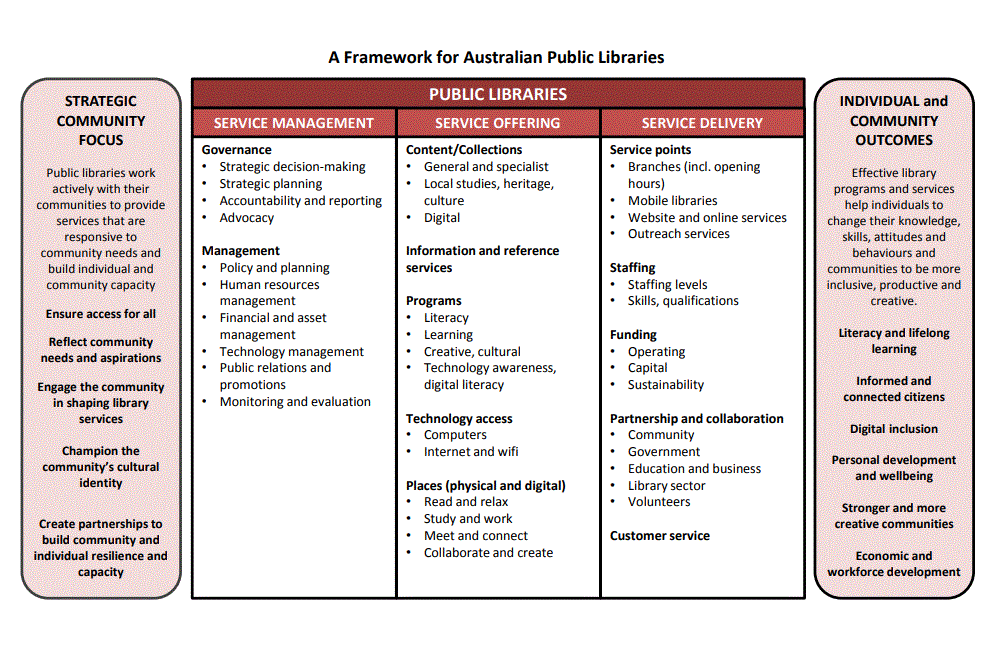 A Framework for Australian Public Libraries
STRATEGIC
COMMUNITY
FOCUS
Public libraries work
actively with their
communities to provide
services that are
responsive to
community needs and
build individual and
community capacity
Ensure access for all
Reflect community
needs and aspirations
Engage the community
in shaping library
services
Champion the
community's cultural
identity
Create partnerships to
build community and
individual resilience and
capacity
PUBLIC LIBRARIES
SERVICE MANAGEMENT
Governance
• Strategic decision-making
• Strategic planning
• Accountability and reporting
• Advocacy
Management
• Policy and planning
• Human resources
management
• Financial and asset
management
• Technology management
• Public relations and
promotions
• Monitoring and evaluation
SERVICE OFFERING
Content/Collections
• General and specialist
• Local studies, heritage,
culture
• Digital
Information and reference
services
Programs
• Literacy
• Learning
• Creative, cultural
• Technology awareness,
digital literacy
Technology access
• Computers
• Internet and wifi
Places (physical and digital)
• Read and relax
• Study and work
• Meet and connect
• Collaborate and create
SERVICE DELIVERY
Service points
• Branches (incl. opening
hours)
• Mobile libraries
• Website and online services
• Outreach services
Staffing
• Staffing levels
• Skills, qualifications
Funding
• Operating
• Capital
• Sustainability
Partnership and collaboration
• Community
• Government
• Education and business
• Library sector
• Volunteers
Customer service
INDIVIDUAL and
COMMUNITY
OUTCOMES
Effective library
programs and services
help individuals to
change their knowledge,
skills, attitudes and
behaviours and
communities to be more
inclusive, productive and
creative.
Literacy and lifelong
learning
Informed and
connected citizens
Digital inclusion
Personal development
and wellbeing
Stronger and more
creative communities
Economic and
workforce development